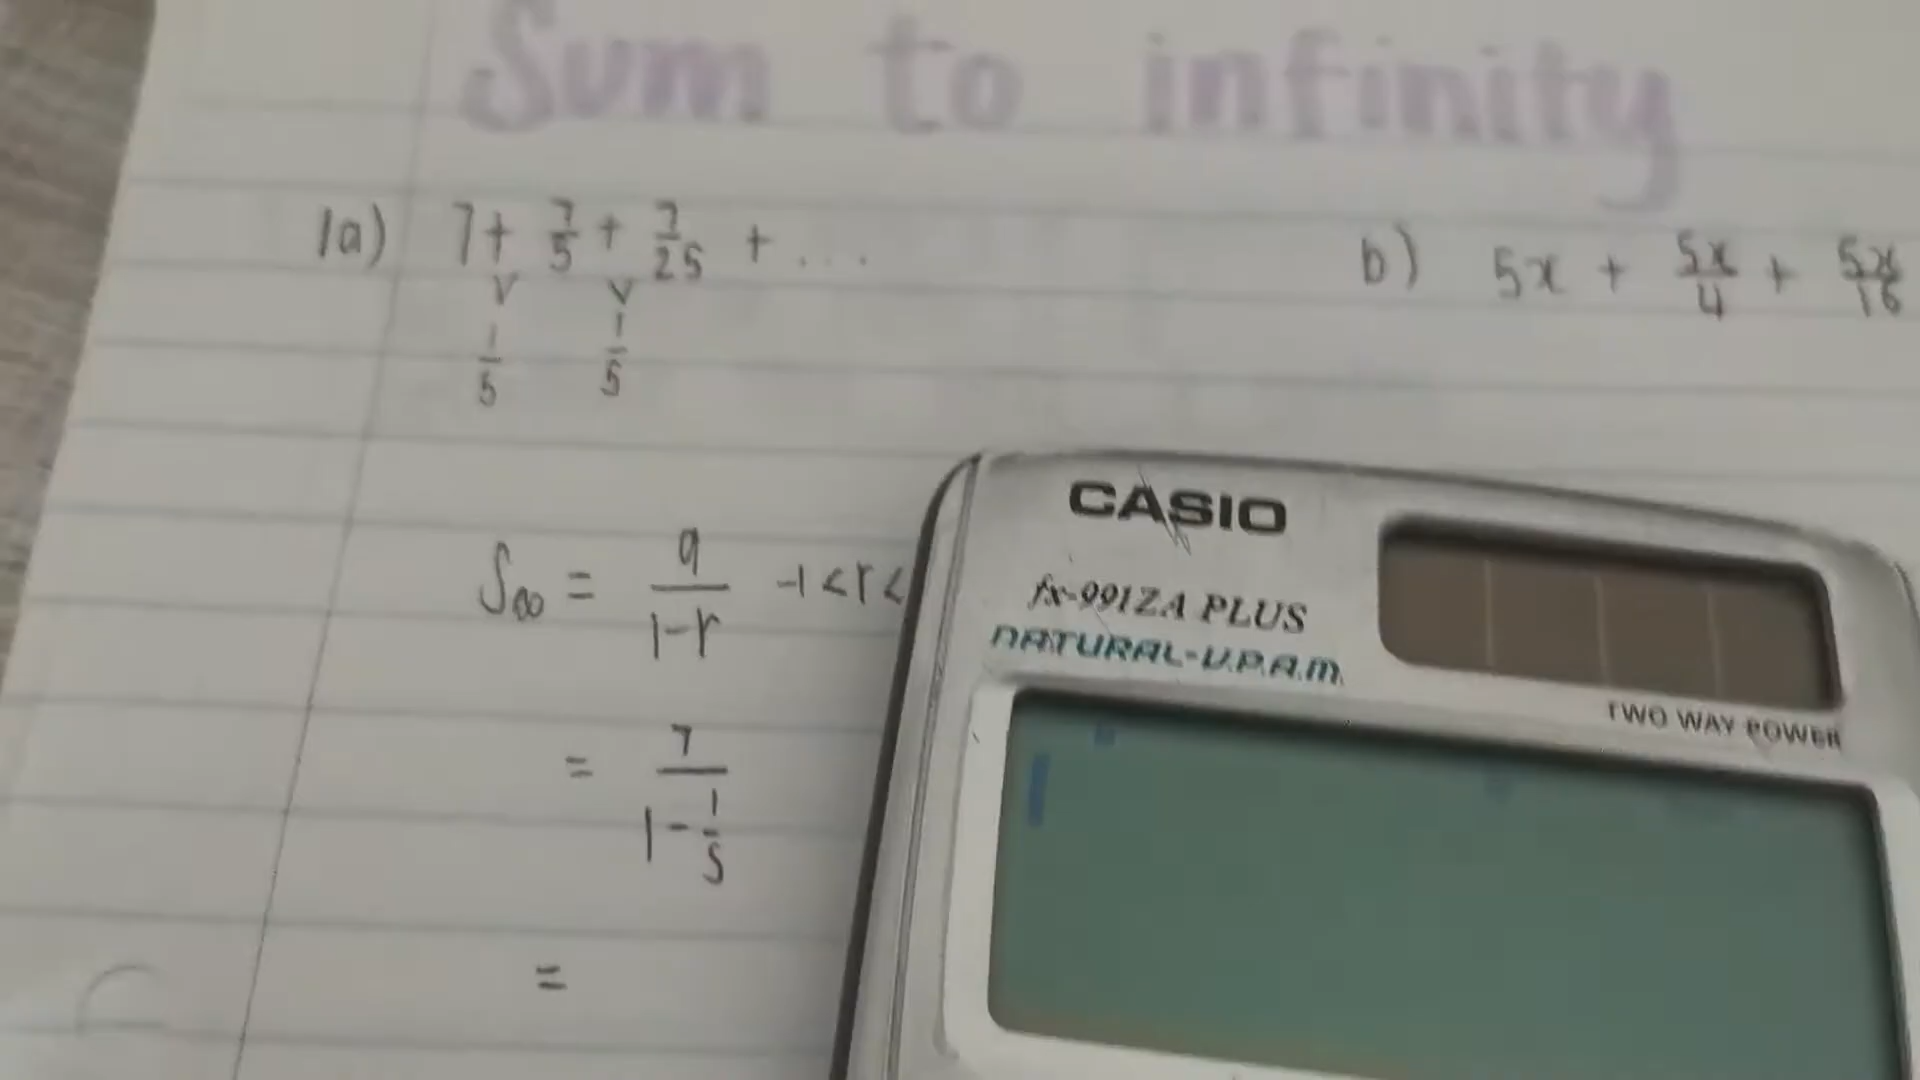 Sum to infinity
1a) 7 + 7/5 + 7/25 + ...
b) 5x + 5x/4 + 5x/16
v v
1/5 1/5
S∞ = a/(1-r) -1<r<
= 7/(1-1/5)
=
CASIO
fx-991ZA PLUS
NATURAL-V.P.A.M.
TWO WAY POWER